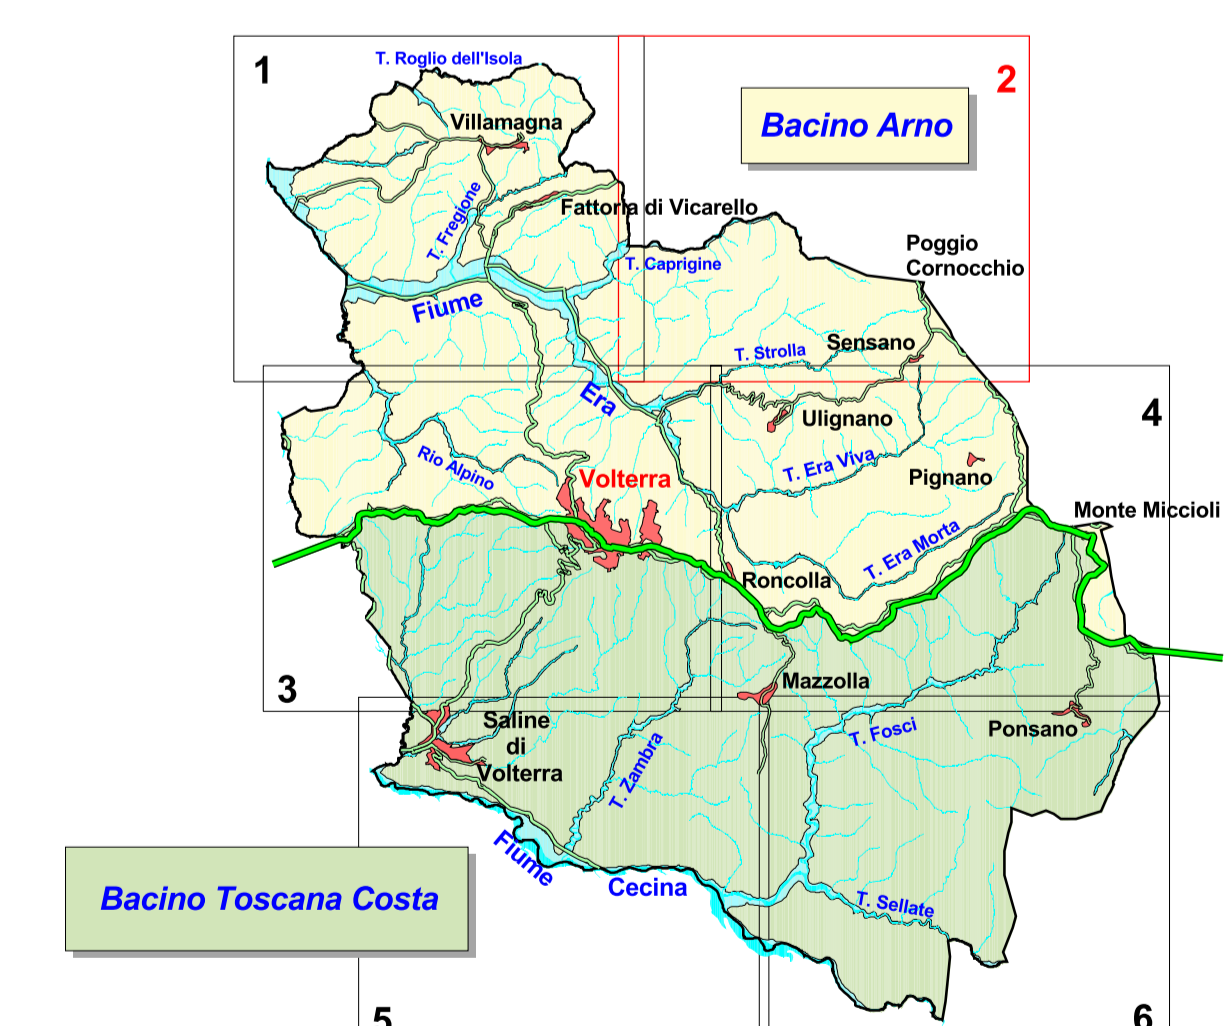 T. Roglio dell'Isola
1
2
Villamagna
Bacino Arno
T. Fregione
Fattoria di Vicarello
Poggio
Cornocchio
T. Caprigine
Fiume
Sensano
T. Strolla
Era
Ulignano
4
Rio Alpino
T. Era Viva
Volterra
Pignano
Monte Miccioli
T. Era Morta
Roncolla
3
Mazzolla
Saline
di
Volterra
T. Zambra
T. Fosci
Ponsano
Fiume
Cecina
Bacino Toscana Costa
T. Sellate
5
6